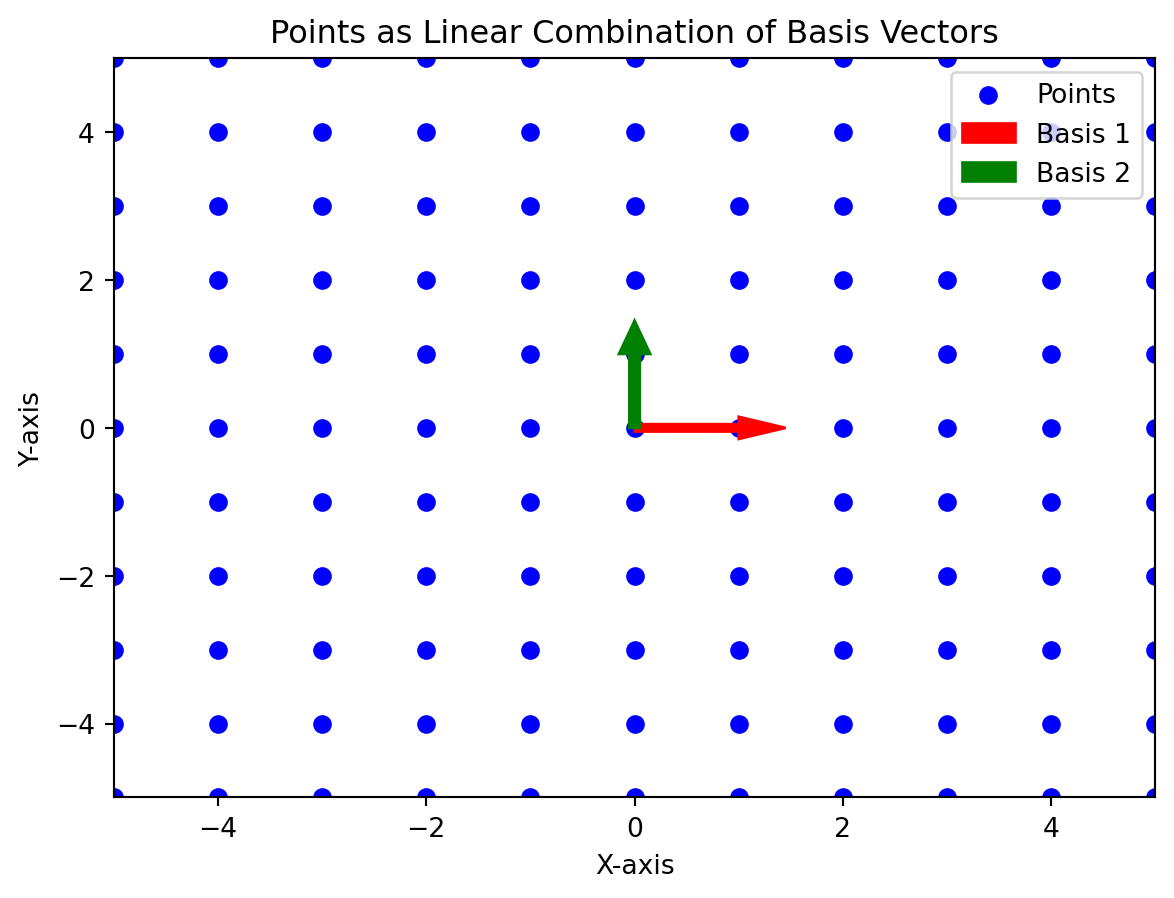 Points as Linear Combination of Basis Vectors
Points
Basis 1
Basis 2
4
2
0
−2
−4
Y-axis
−4
−2
0
2
4
X-axis